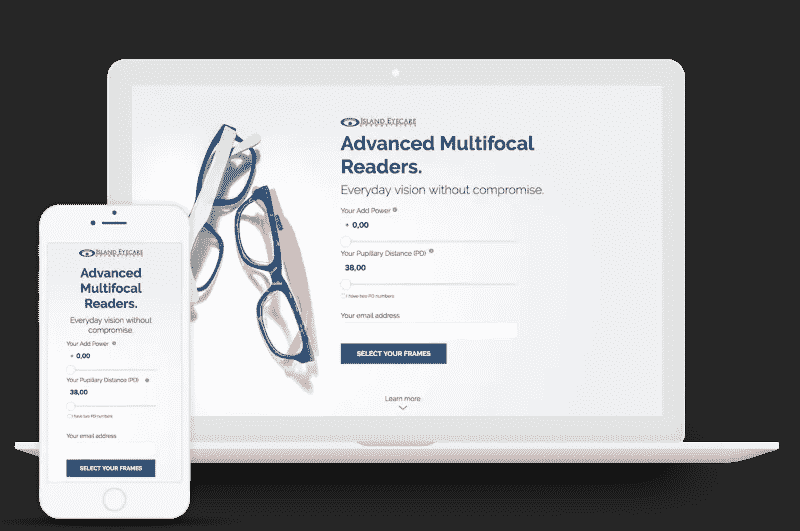 ISLAND EYECARE
Advanced Multifocal
Readers.
Everyday vision without compromise.
Your Add Power
+ 0,00
Your Pupillary Distance (PD)
38,00
I have two PD numbers
Your email address
SELECT YOUR FRAMES
Learn more
ISLAND EYECARE
Advanced
Multifocal
Readers.
Everyday vision without
compromise.
Your Add Power
+ 0,00
Your Pupillary Distance (PD)
38,00
I have two PD numbers
Your email address
SELECT YOUR FRAMES